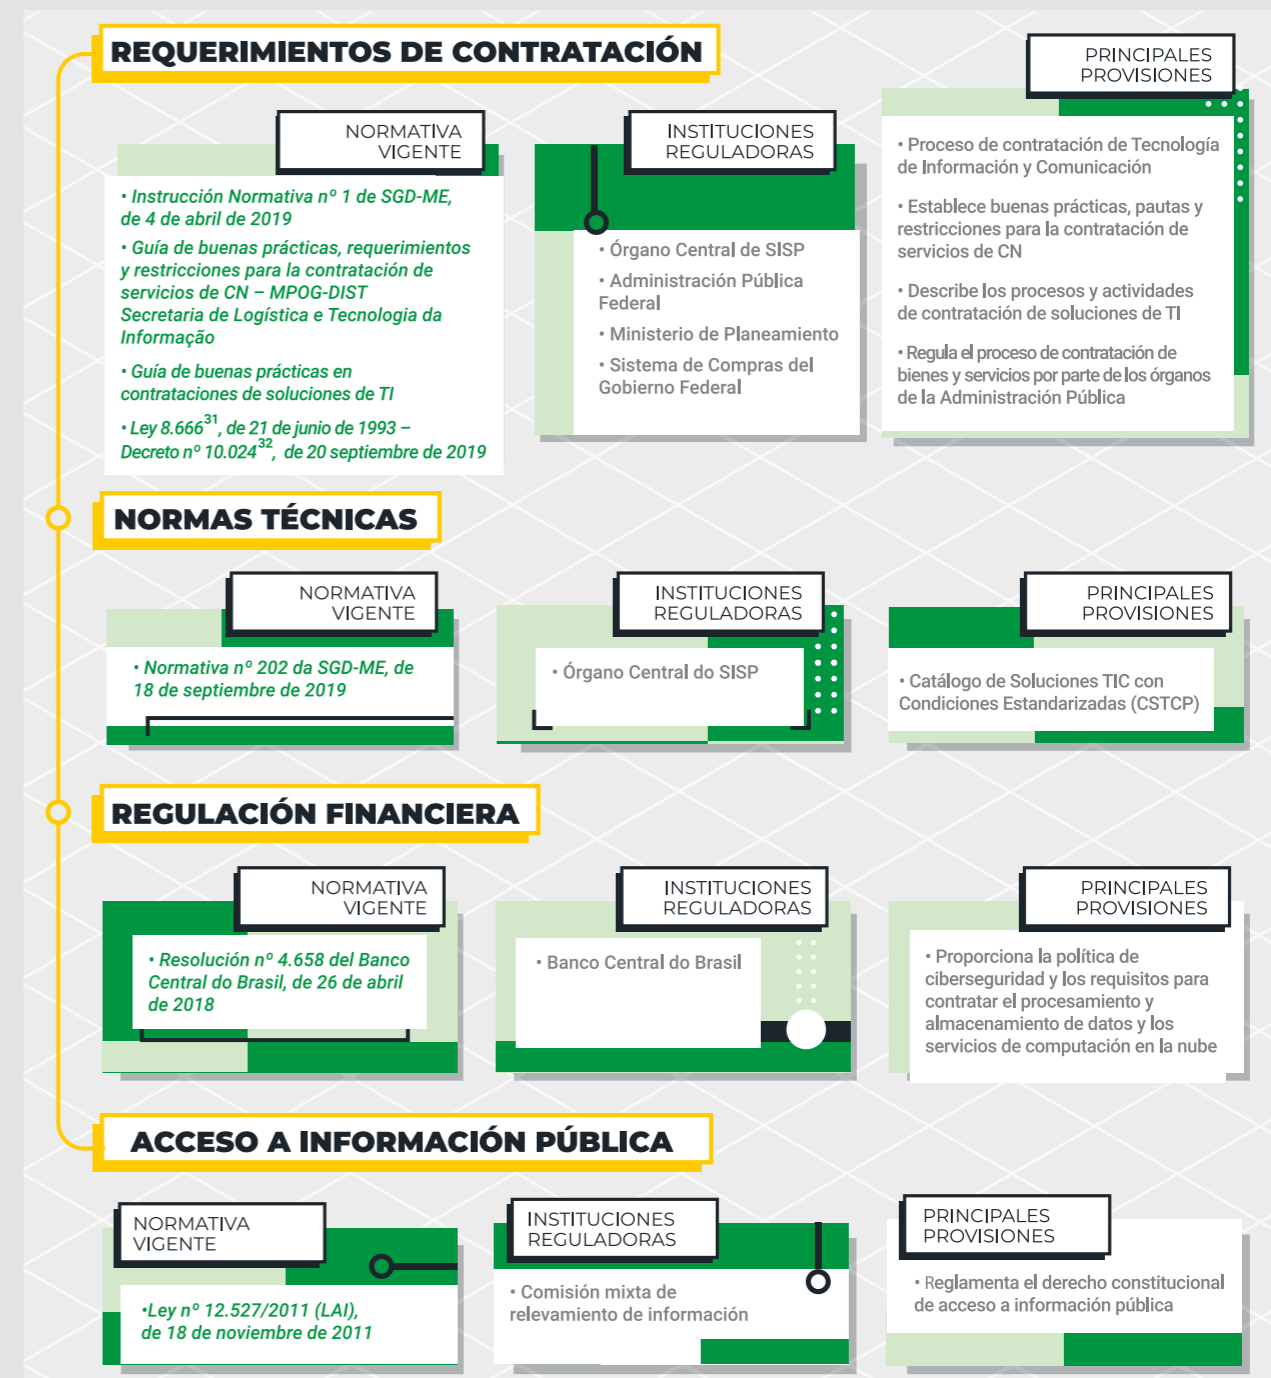 REQUERIMIENTOS DE CONTRATACIÓN
NORMATIVA
VIGENTE
• Instrucción Normativa nº 1 de SGD-ME,
de 4 de abril de 2019
• Guía de buenas prácticas, requerimientos
y restricciones para la contratación de
servicios de CN – MPOG-DIST
Secretaria de Logística e Tecnologia da
Informação
• Guía de buenas prácticas en
contrataciones de soluciones de TI
• Ley 8.666³¹, de 21 de junio de 1993 –
Decreto nº 10.024³², de 20 septiembre de 2019
INSTITUCIONES
REGULADORAS
• Órgano Central de SISP
• Administración Pública
Federal
• Ministerio de Planeamiento
• Sistema de Compras del
Gobierno Federal
PRINCIPALES
PROVISIONES
• Proceso de contratación de Tecnología
de Información y Comunicación
• Establece buenas prácticas, pautas y
restricciones para la contratación de
servicios de CN
• Describe los procesos y actividades
de contratación de soluciones de TI
• Regula el proceso de contratación de
bienes y servicios por parte de los órganos
de la Administración Pública
NORMAS TÉCNICAS
NORMATIVA
VIGENTE
• Normativa nº 202 da SGD-ME, de
18 de septiembre de 2019
INSTITUCIONES
REGULADORAS
• Órgano Central do SISP
PRINCIPALES
PROVISIONES
• Catálogo de Soluciones TIC con
Condiciones Estandarizadas (CSTCP)
REGULACIÓN FINANCIERA
NORMATIVA
VIGENTE
• Resolución nº 4.658 del Banco
Central do Brasil, de 26 de abril
de 2018
INSTITUCIONES
REGULADORAS
• Banco Central do Brasil
PRINCIPALES
PROVISIONES
• Proporciona la política de
ciberseguridad y los requisitos para
contratar el procesamiento y
almacenamiento de datos y los
servicios de computación en la nube
ACCESO A INFORMACIÓN PÚBLICA
NORMATIVA
VIGENTE
•Ley nº 12.527/2011 (LAI),
de 18 de noviembre de 2011
INSTITUCIONES
REGULADORAS
• Comisión mixta de
relevamiento de información
PRINCIPALES
PROVISIONES
• Reglamenta el derecho constitucional
de acceso a información pública